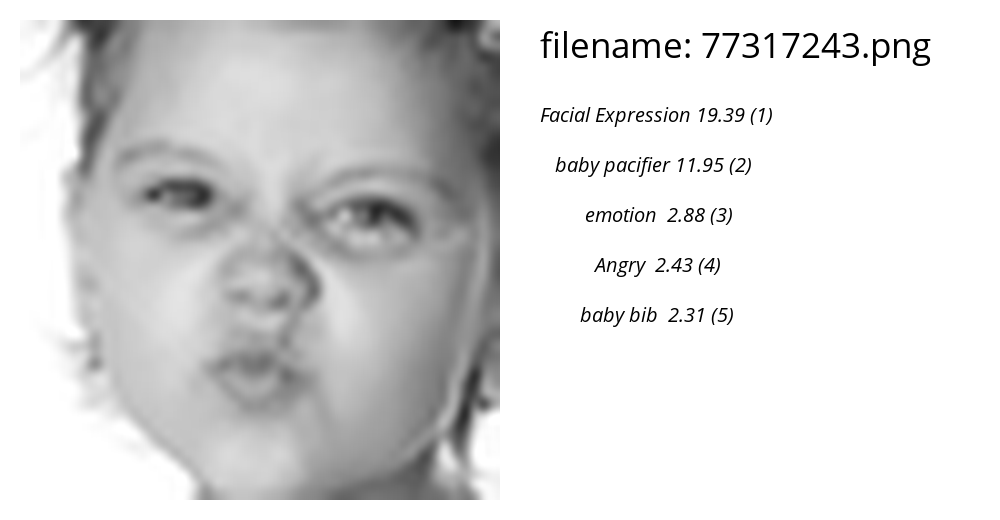 filename: 77317243.png
Facial Expression 19.39 (1)
baby pacifier 11.95 (2)
emotion  2.88 (3)
Angry  2.43 (4)
baby bib  2.31 (5)